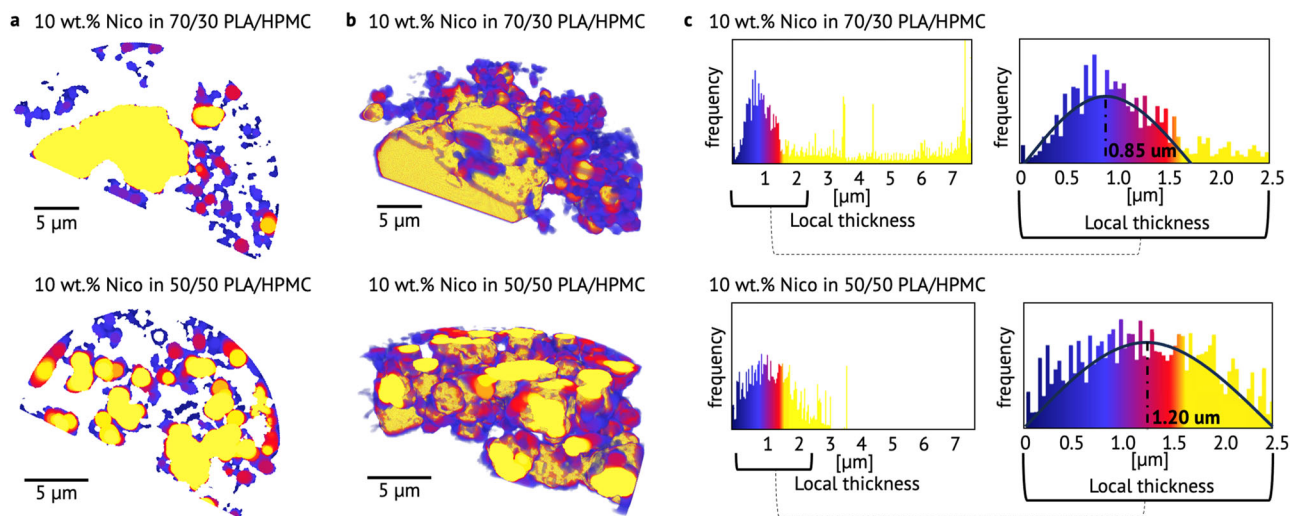 a 10 wt.% Nico in 70/30 PLA/HPMC
5 μm
10 wt.% Nico in 50/50 PLA/HPMC
5 μm
b 10 wt.% Nico in 70/30 PLA/HPMC
5 μm
10 wt.% Nico in 50/50 PLA/HPMC
5 μm
c 10 wt.% Nico in 70/30 PLA/HPMC
frequency
1 2 3 4 5 6 7
[μm]
Local thickness
frequency
0.85 um
0 0.5 1.0 1.5 2.0 2.5
[μm]
Local thickness
10 wt.% Nico in 50/50 PLA/HPMC
frequency
1 2 3 4 5 6 7
[μm]
Local thickness
frequency
1.20 um
0 0.5 1.0 1.5 2.0 2.5
[μm]
Local thickness